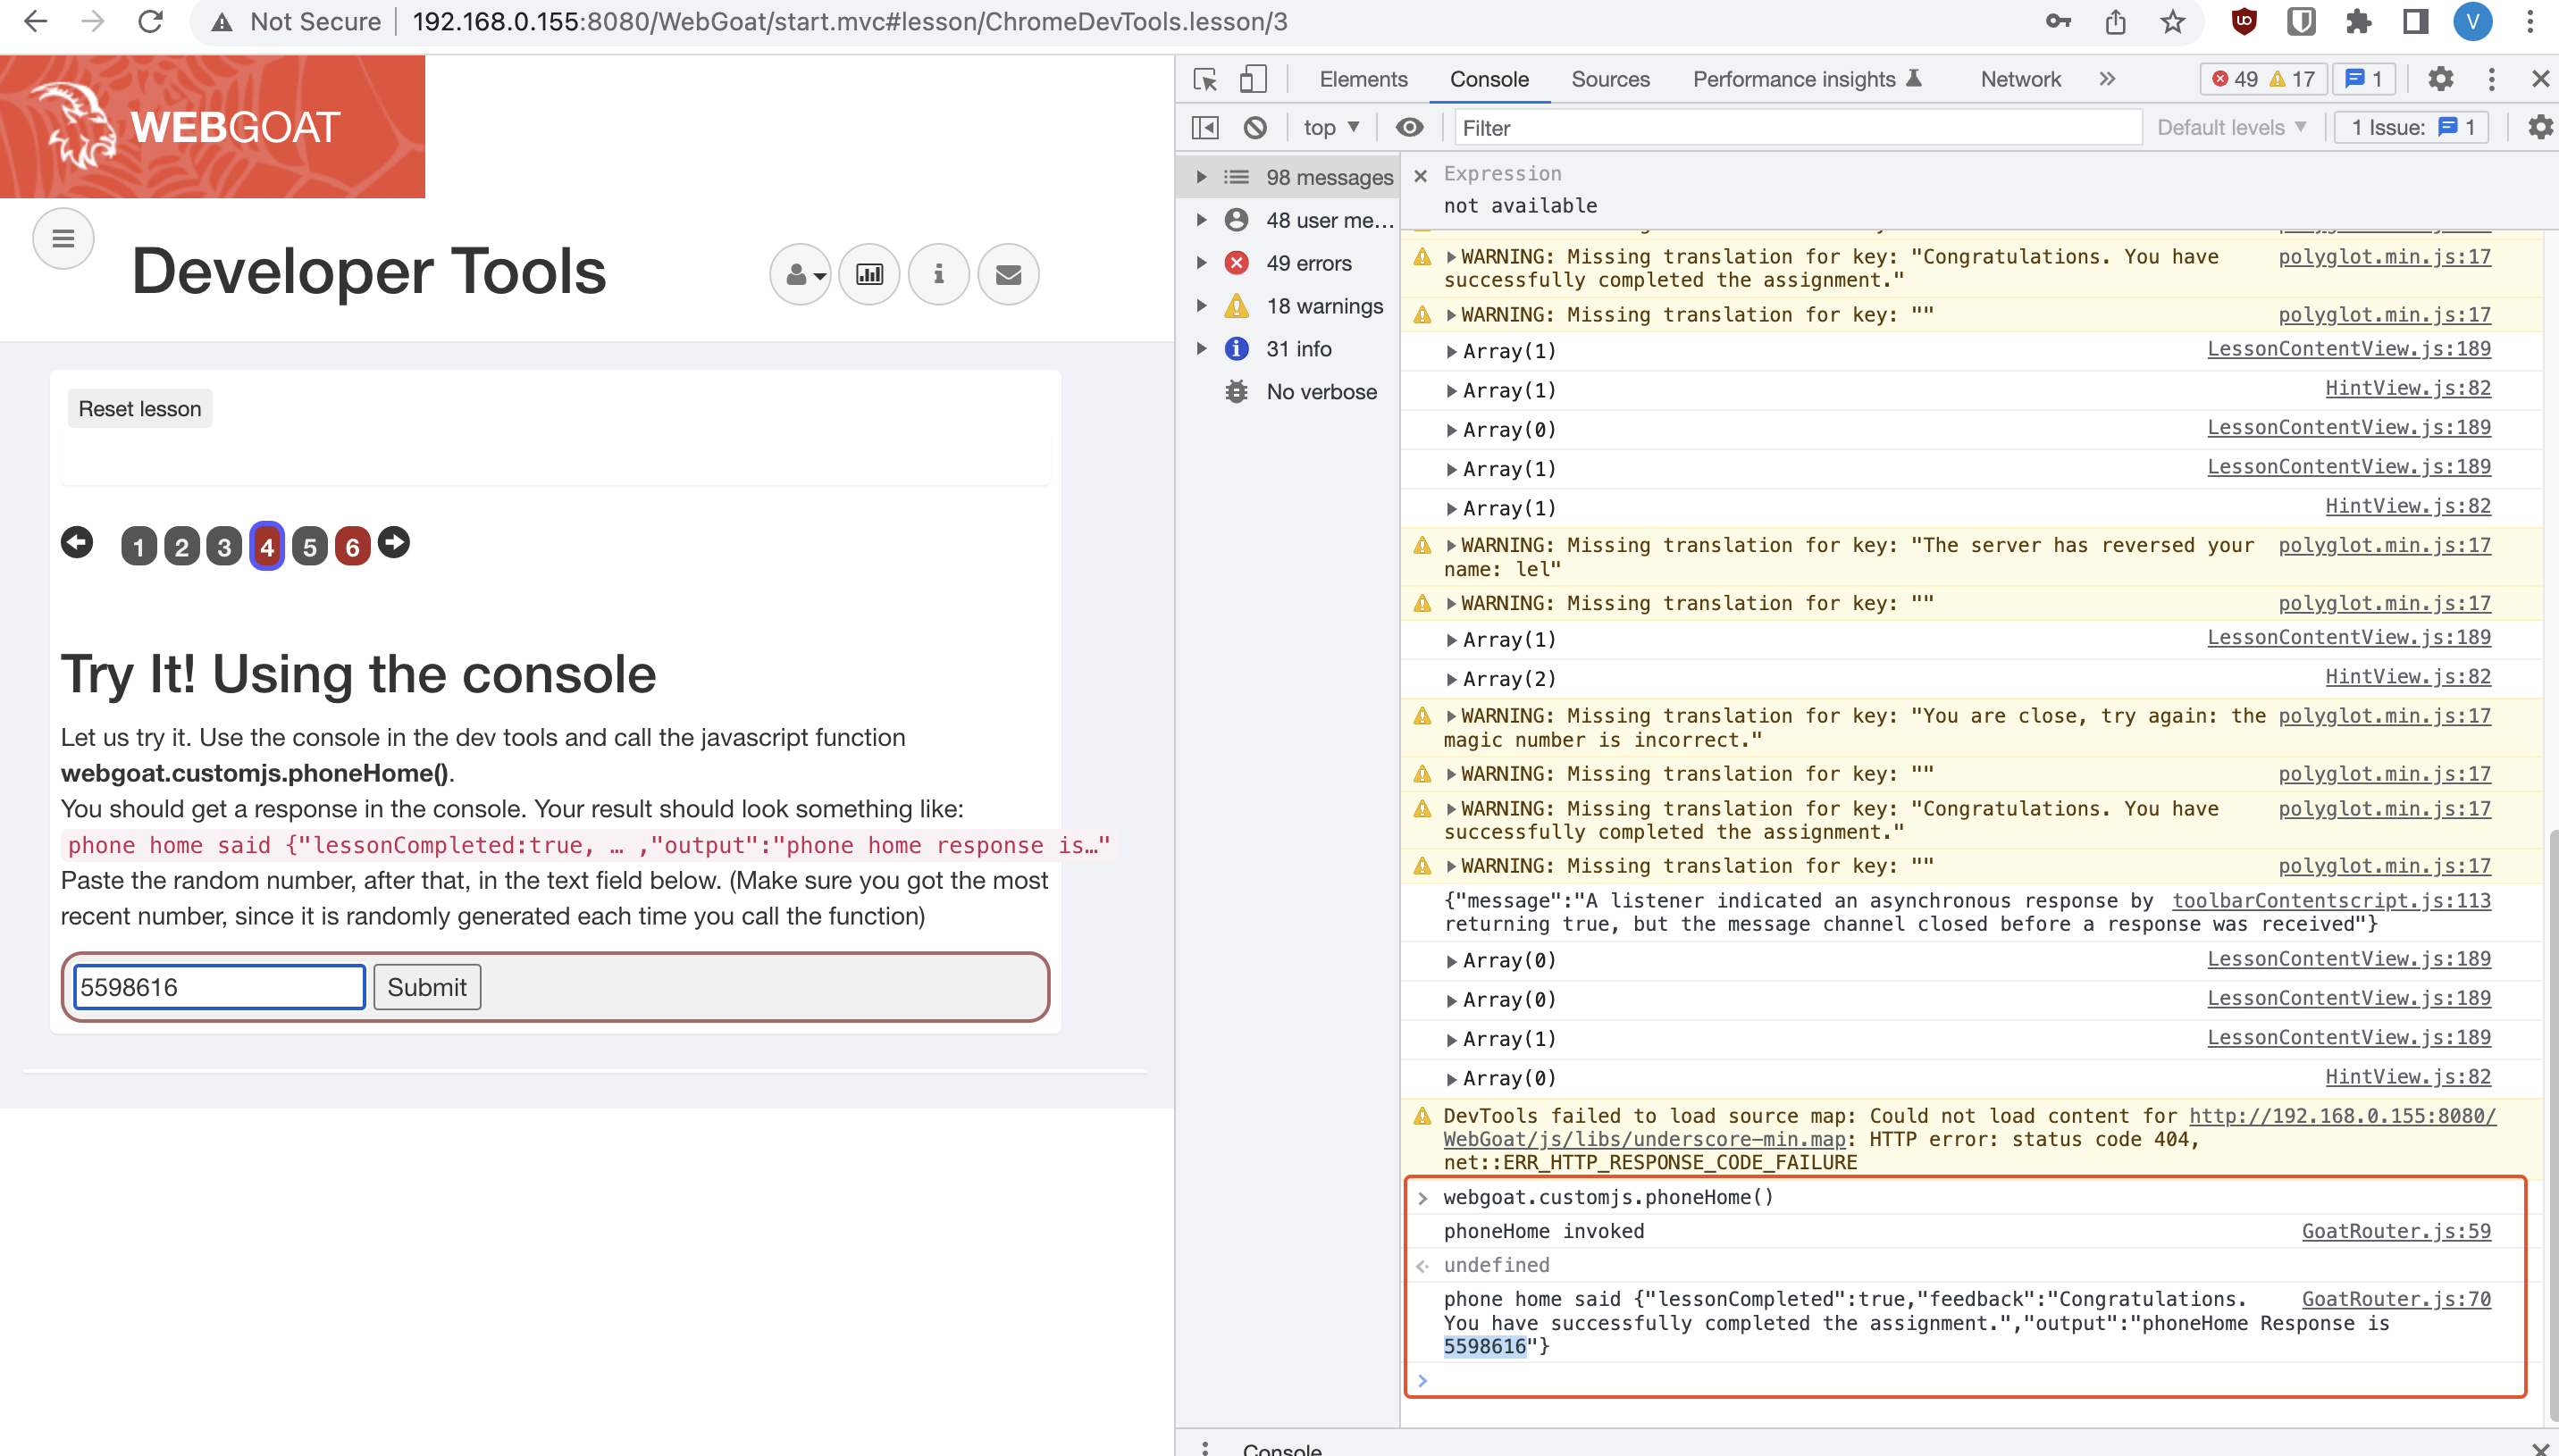 Not Secure | 192.168.0.155:8080/WebGoat/start.mvc#lesson/ChromeDevTools.lesson/3
V
WEBGOAT
Developer Tools
Reset lesson
1 2 3 4 5 6
Try It! Using the console
Let us try it. Use the console in the dev tools and call the javascript function
webgoat.customjs.phoneHome().
You should get a response in the console. Your result should look something like:
phone home said {"lessonCompleted:true, … ,"output":"phone home response is…"
Paste the random number, after that, in the text field below. (Make sure you got the most
recent number, since it is randomly generated each time you call the function)
5598616 Submit
Elements Console Sources Performance insights Network » 49 17 1
top Filter Default levels 1 Issue: 1
98 messages
48 user me…
49 errors
18 warnings
31 info
No verbose
Expression
not available
WARNING: Missing translation for key: "Congratulations. You have polyglot.min.js:17
successfully completed the assignment."
WARNING: Missing translation for key: "" polyglot.min.js:17
Array(1) LessonContentView.js:189
Array(1) HintView.js:82
Array(0) LessonContentView.js:189
Array(1) LessonContentView.js:189
Array(1) HintView.js:82
WARNING: Missing translation for key: "The server has reversed your polyglot.min.js:17
name: lel"
WARNING: Missing translation for key: "" polyglot.min.js:17
Array(1) LessonContentView.js:189
Array(2) HintView.js:82
WARNING: Missing translation for key: "You are close, try again: the polyglot.min.js:17
magic number is incorrect."
WARNING: Missing translation for key: "" polyglot.min.js:17
WARNING: Missing translation for key: "Congratulations. You have polyglot.min.js:17
successfully completed the assignment."
WARNING: Missing translation for key: "" polyglot.min.js:17
{"message":"A listener indicated an asynchronous response by toolbarContentscript.js:113
returning true, but the message channel closed before a response was received"}
Array(0) LessonContentView.js:189
Array(0) LessonContentView.js:189
Array(1) LessonContentView.js:189
Array(0) HintView.js:82
DevTools failed to load source map: Could not load content for http://192.168.0.155:8080/
WebGoat/js/libs/underscore-min.map: HTTP error: status code 404,
net::ERR_HTTP_RESPONSE_CODE_FAILURE
> webgoat.customjs.phoneHome()
phoneHome invoked GoatRouter.js:59
undefined
phone home said {"lessonCompleted":true,"feedback":"Congratulations. GoatRouter.js:70
You have successfully completed the assignment.","output":"phoneHome Response is
5598616"}
>
Console